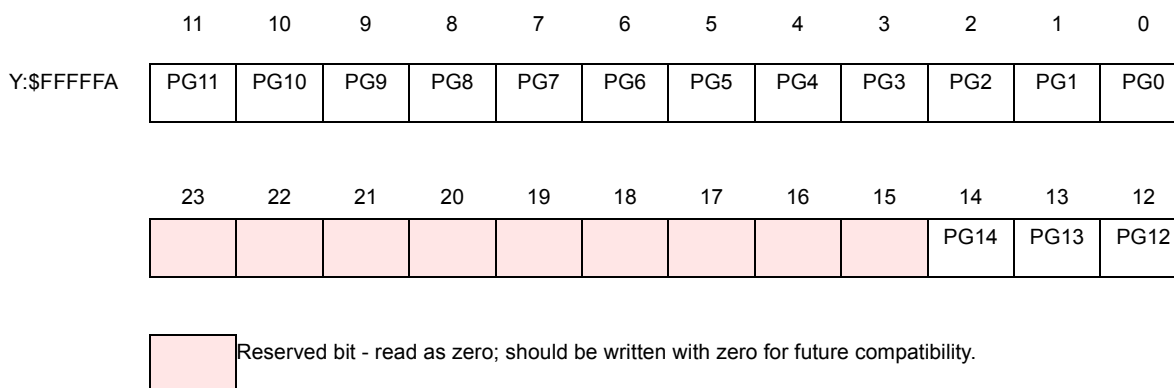 11 10 9 8 7 6 5 4 3 2 1 0
Y:$FFFFFA PG11 PG10 PG9 PG8 PG7 PG6 PG5 PG4 PG3 PG2 PG1 PG0
23 22 21 20 19 18 17 16 15 14 13 12
PG14 PG13 PG12
Reserved bit - read as zero; should be written with zero for future compatibility.